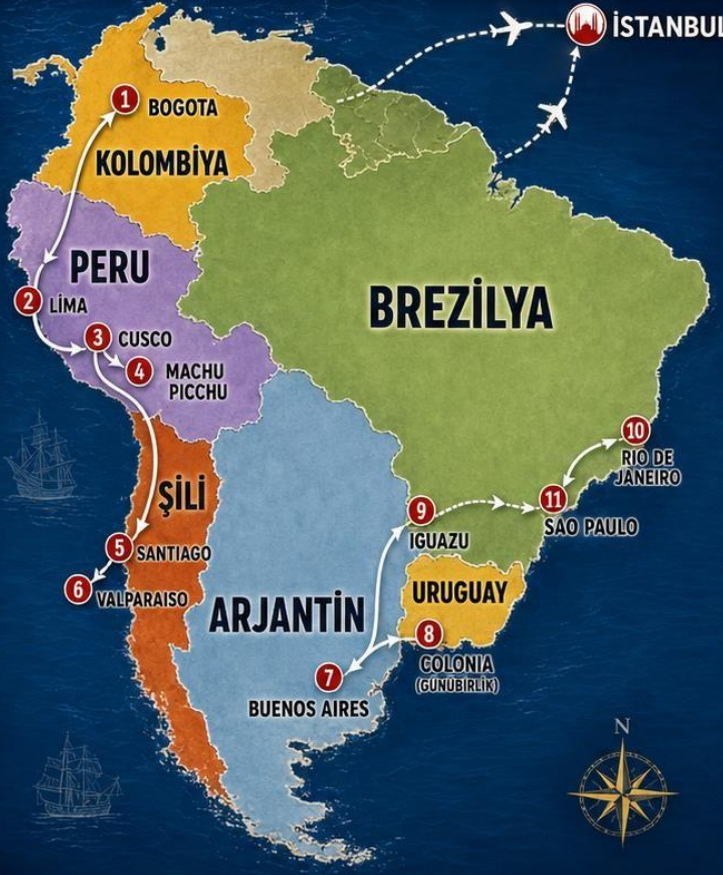 İSTANBUL
1 BOGOTA
KOLOMBİYA
PERU
BREZİLYA
2 LİMA
3 CUSCO
4 MACHU
PICCHU
10
RIO DE
JANEIRO
ŞİLİ
9
IGUAZU
11
SAO PAULO
5 SANTIAGO
6 VALPARAISO
ARJANTİN
URUGUAY
8
COLONIA
(GÜNÜBİRLİK)
7
BUENOS AIRES
N